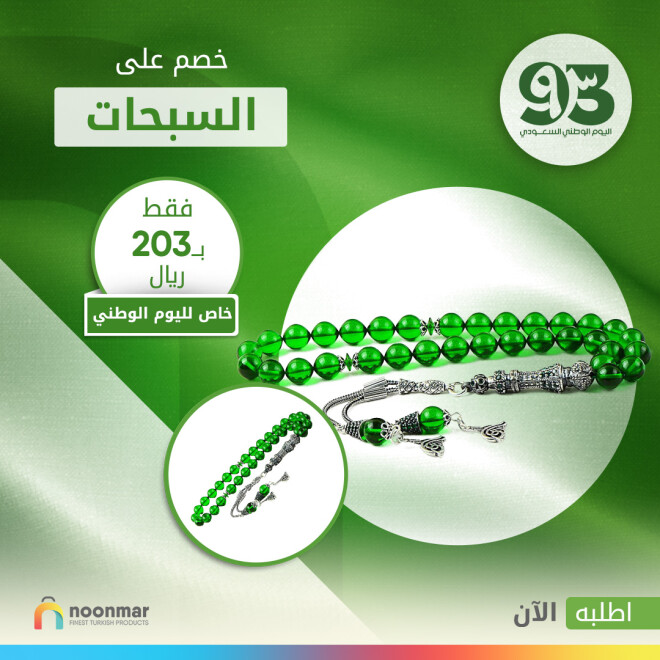 خصم على
السبحات
93
اليوم الوطني السعودي
فقط
بـ203
ريال
خاص لليوم الوطني
noonmar
FINEST TURKISH PRODUCTS
اطلبه الآن